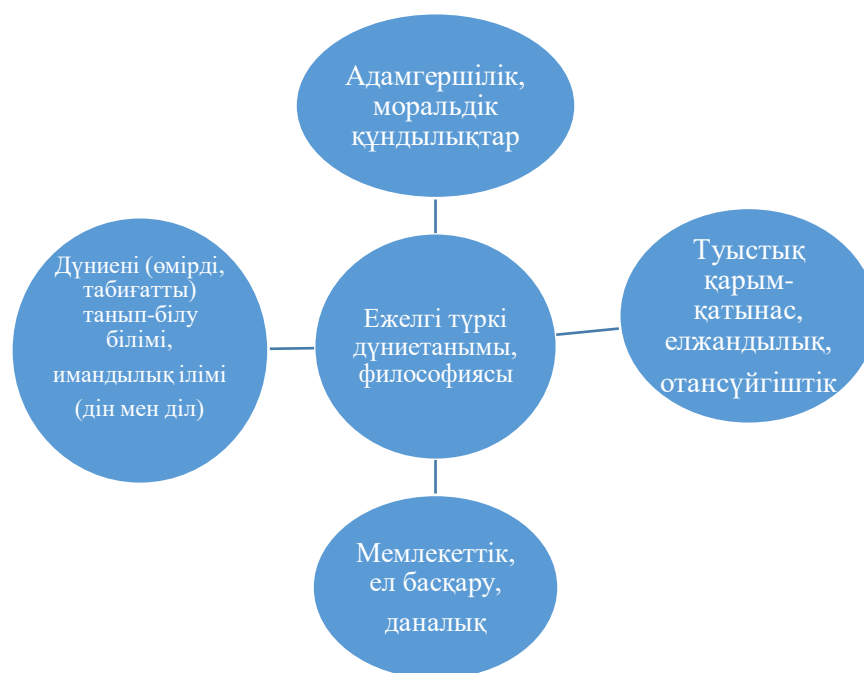 Адамгершілік,
моральдік
құндылықтар
Дүниені (өмірді,
табиғатты)
танып-білу
білімі,
имандылық ілімі
(дін мен діл)
Ежелгі түркі
дүниетанымы,
философиясы
Туыстық
қарым-
қатынас,
елжандылық,
отансүйгіштік
Мемлекеттік,
ел басқару,
даналық